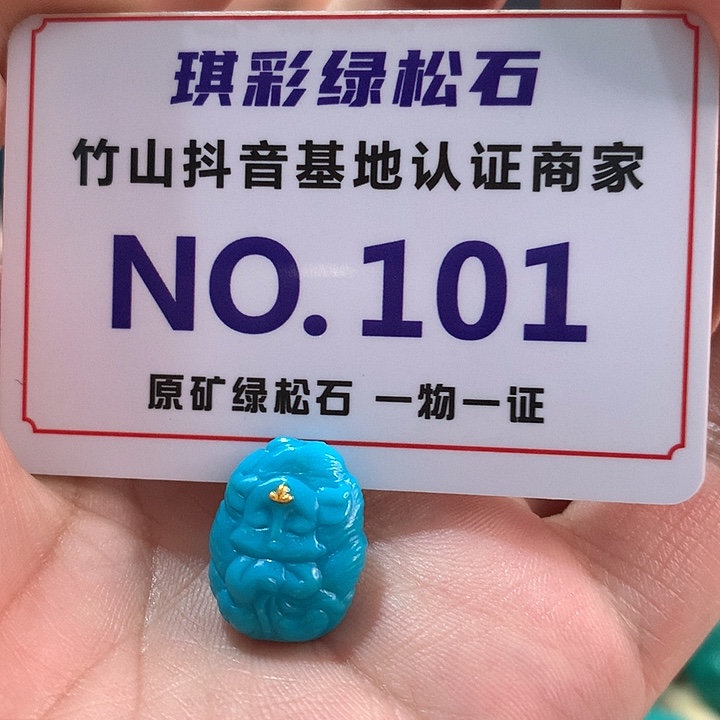 琪彩绿松石
竹山抖音基地认证商家
NO.101
原矿绿松石 一物一证